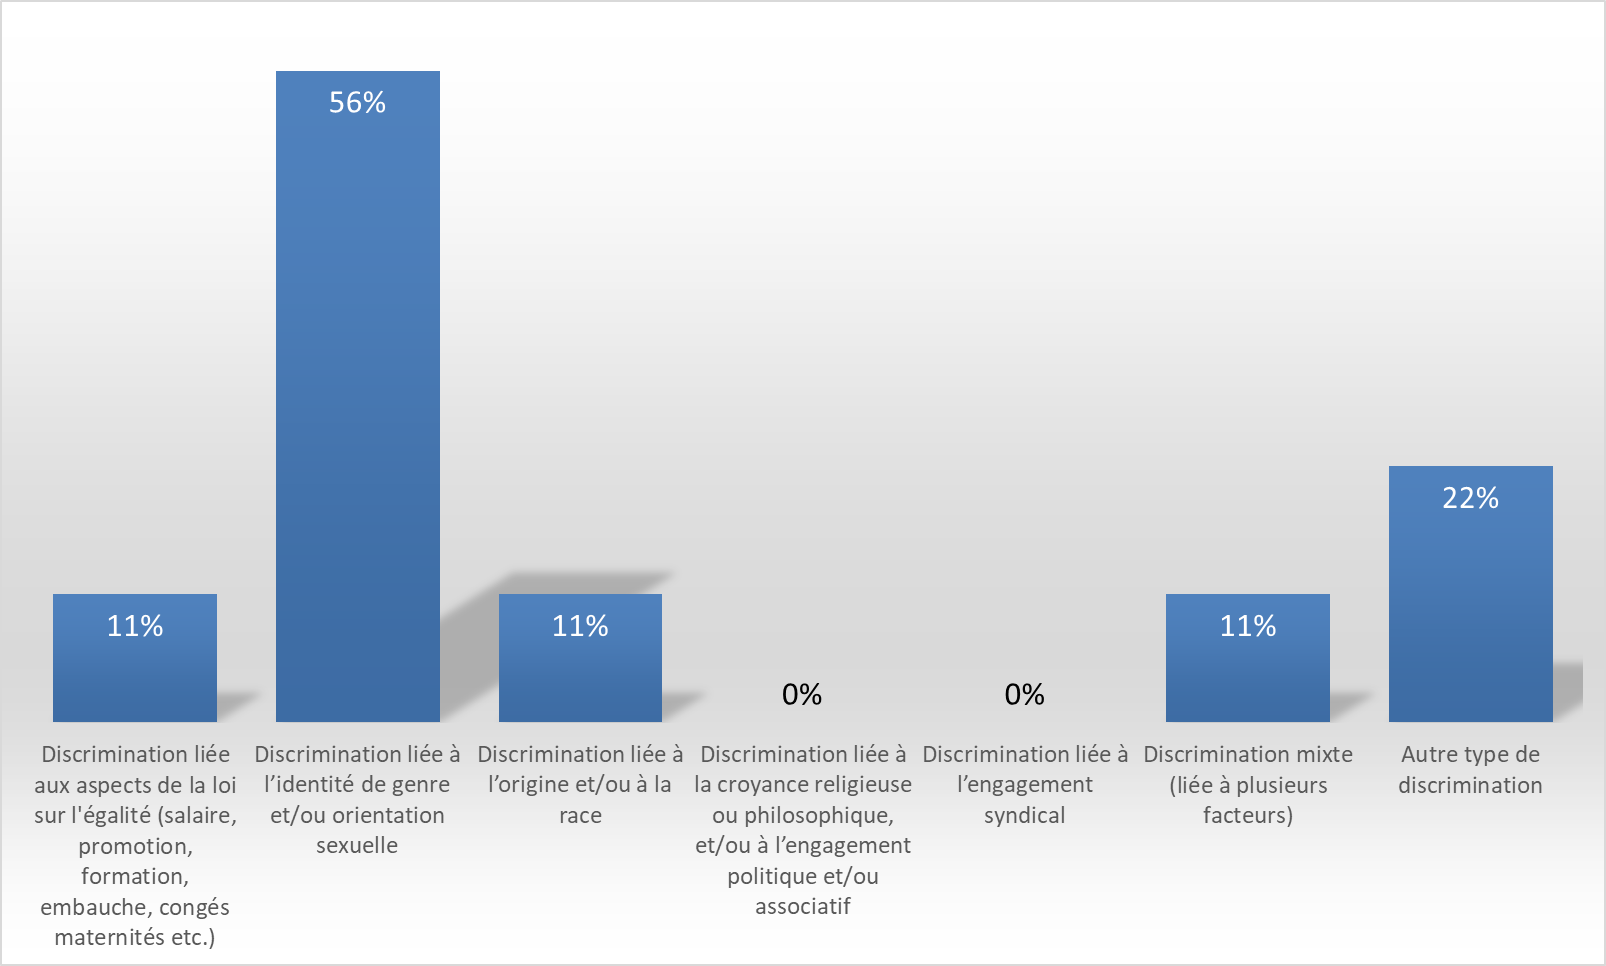 56%
22%
11%
11%
11%
0%
0%
Discrimination liée
aux aspects de la loi
sur l'égalité (salaire,
promotion,
formation,
embauche, congés
maternités etc.)
Discrimination liée à
l’identité de genre
et/ou orientation
sexuelle
Discrimination liée à
l’origine et/ou à la
race
Discrimination liée à
la croyance religieuse
ou philosophique,
et/ou à l’engagement
politique et/ou
associatif
Discrimination liée à
l’engagement
syndical
Discrimination mixte
(liée à plusieurs
facteurs)
Autre type de
discrimination